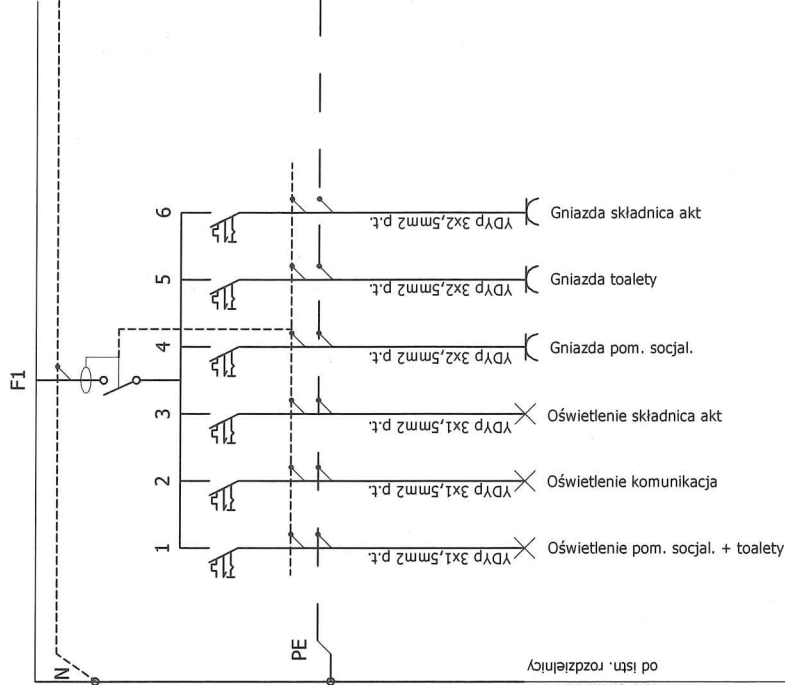 F1
N
PE
1
2
3
4
5
6
YDYp 3x1,5mm2 p.t.
YDYp 3x1,5mm2 p.t.
YDYp 3x1,5mm2 p.t.
YDYp 3x2,5mm2 p.t.
YDYp 3x2,5mm2 p.t.
YDYp 3x2,5mm2 p.t.
Oświetlenie pom. socjal. + toalety
Oświetlenie komunikacja
Oświetlenie składnica akt
Gniazda pom. socjal.
Gniazda toalety
Gniazda składnica akt
od istn. rozdzielnicy